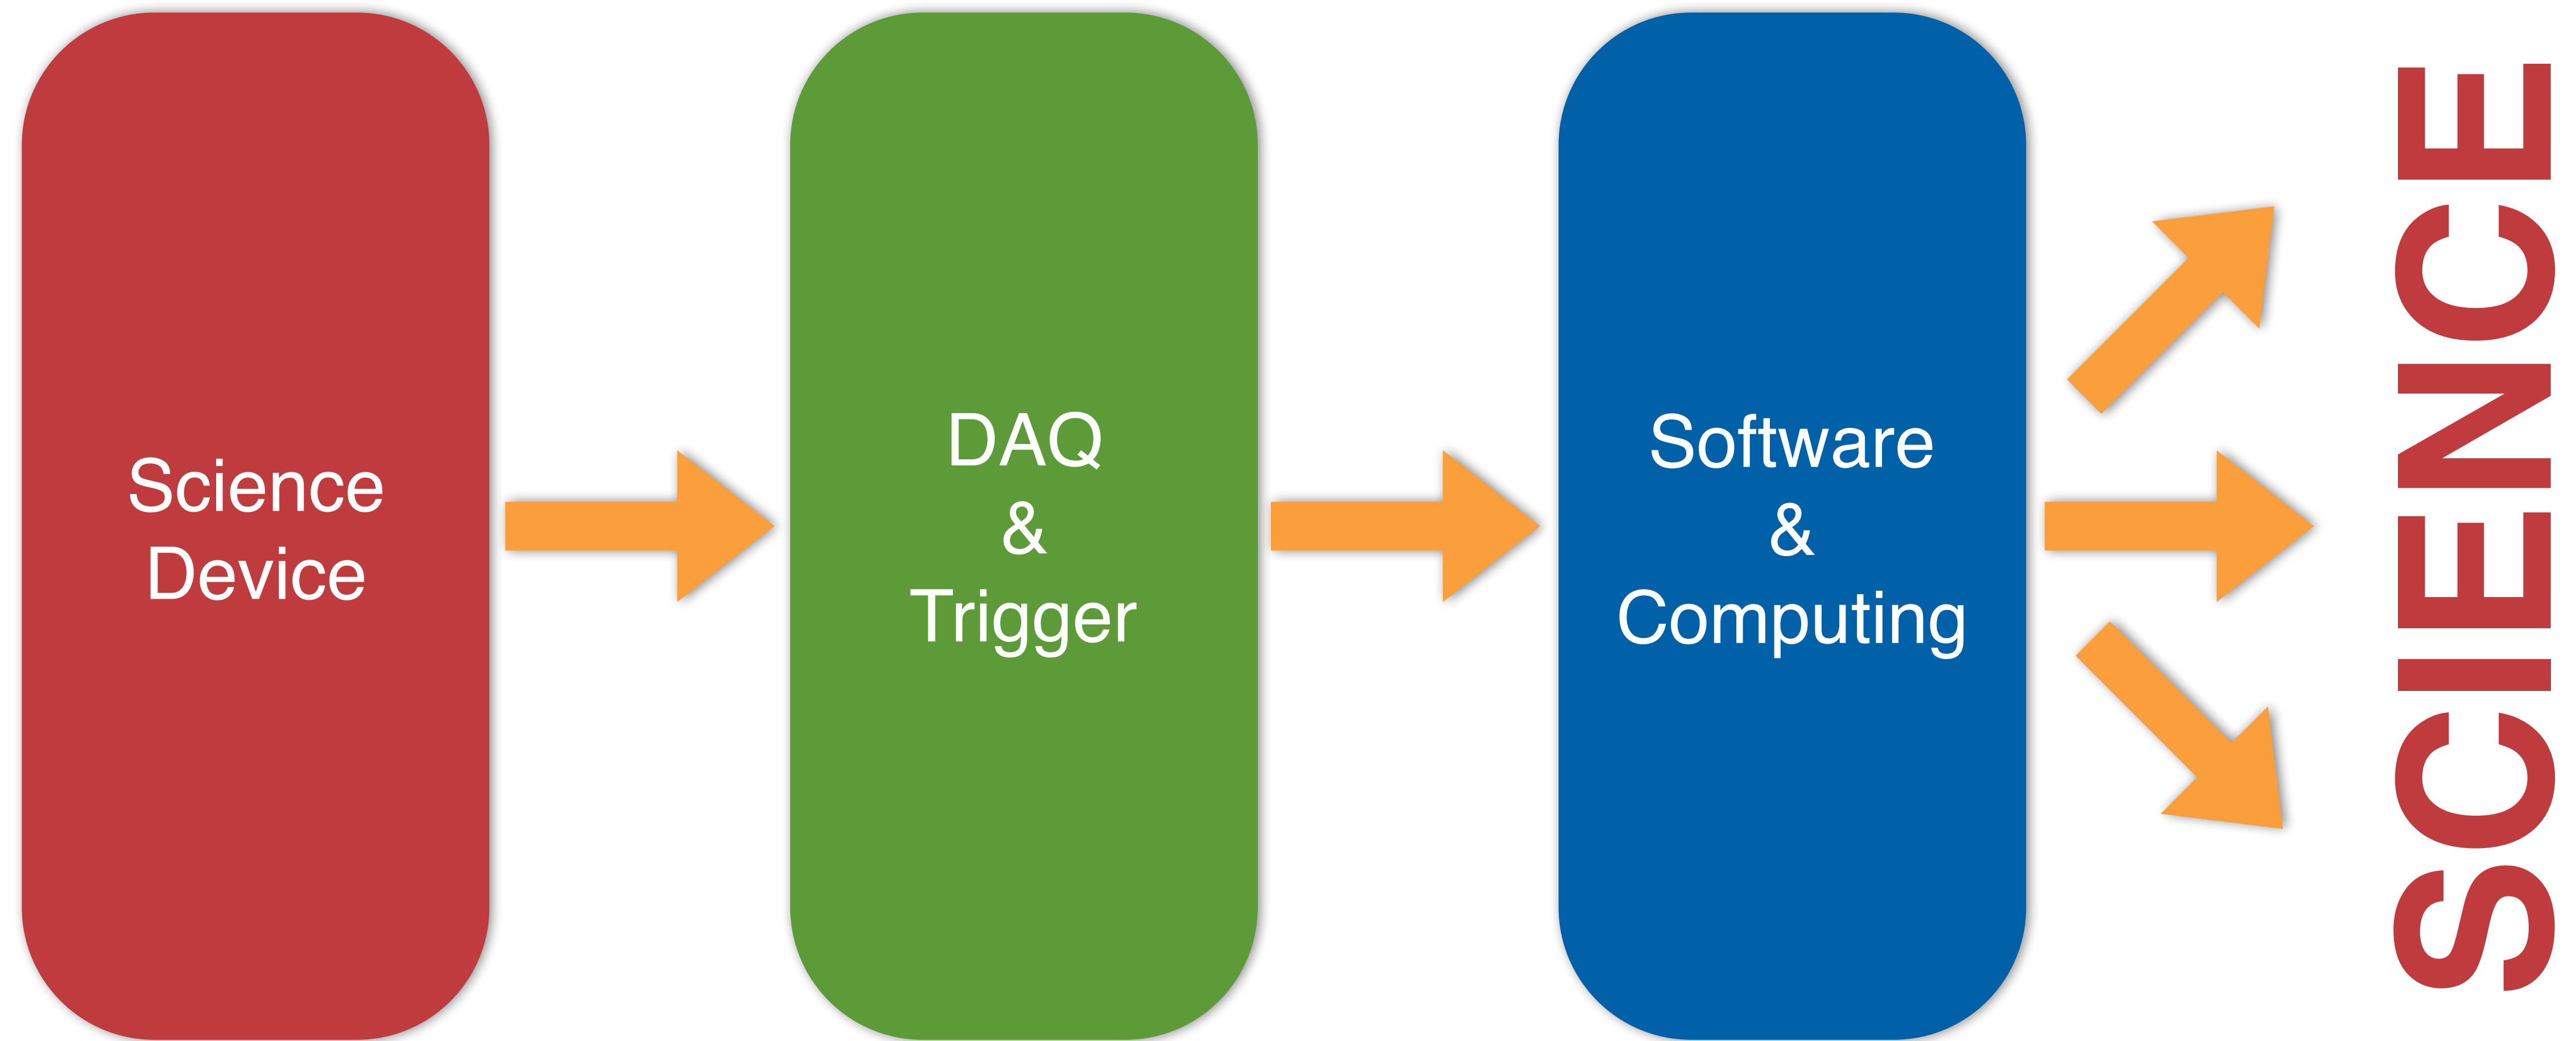 Science
Device
DAQ
&
Trigger
Software
&
Computing
SCIENCE